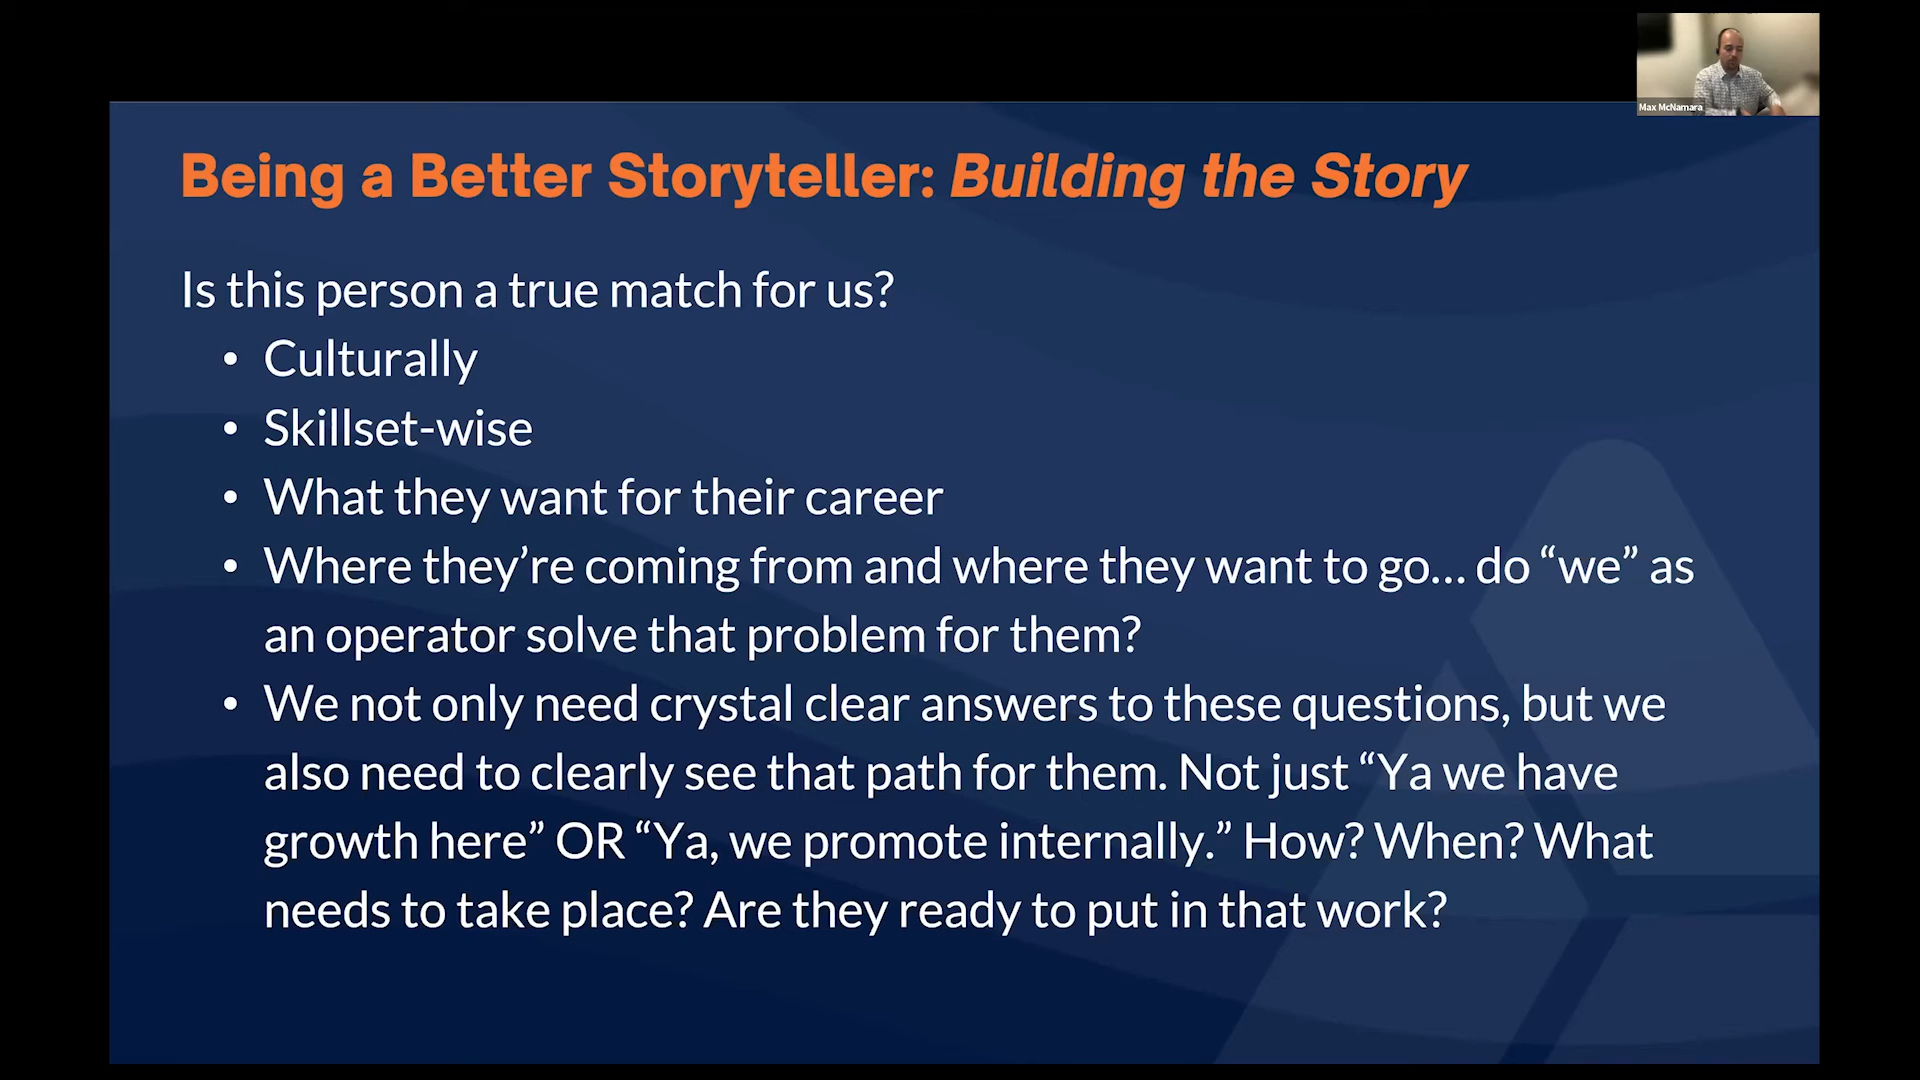 Max McNamara
Being a Better Storyteller: Building the Story
Is this person a true match for us?
• Culturally
• Skillset-wise
• What they want for their career
• Where they’re coming from and where they want to go… do “we” as
an operator solve that problem for them?
• We not only need crystal clear answers to these questions, but we
also need to clearly see that path for them. Not just “Ya we have
growth here” OR “Ya, we promote internally.” How? When? What
needs to take place? Are they ready to put in that work?